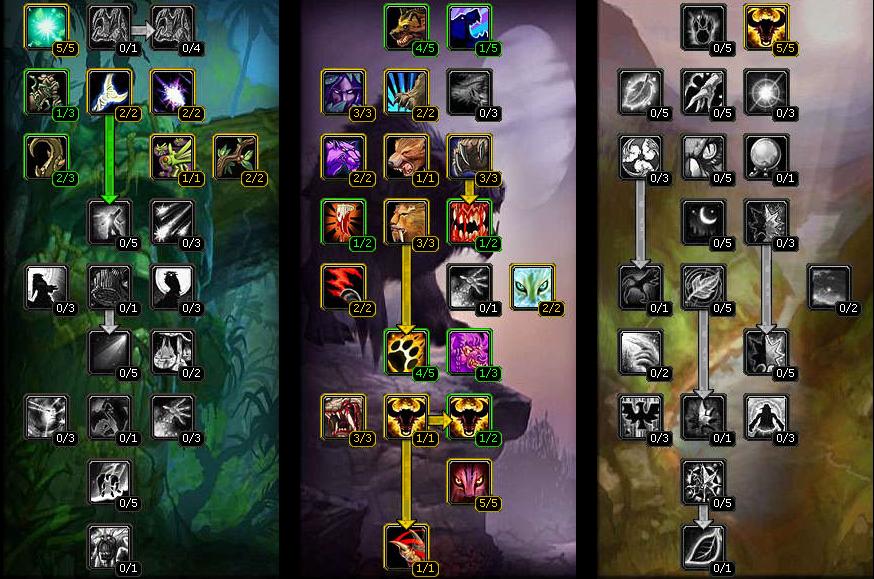 5/5 0/1 0/4 4/5 1/5 0/5 5/5
1/3 2/2 2/2 3/3 2/2 0/3 0/5 0/5 0/3
2/3 1/1 2/2 2/2 1/1 3/3 0/3 0/5 0/1
0/5 0/3 1/2 3/3 1/2 0/5 0/3
0/3 0/1 0/3 2/2 0/1 2/2 0/1 0/5 0/2
0/5 0/2 4/5 1/3 0/2 0/5
0/3 0/1 0/3 3/3 1/1 1/2 0/3 0/1 0/3
0/5 5/5 0/5
0/1 1/1 0/1